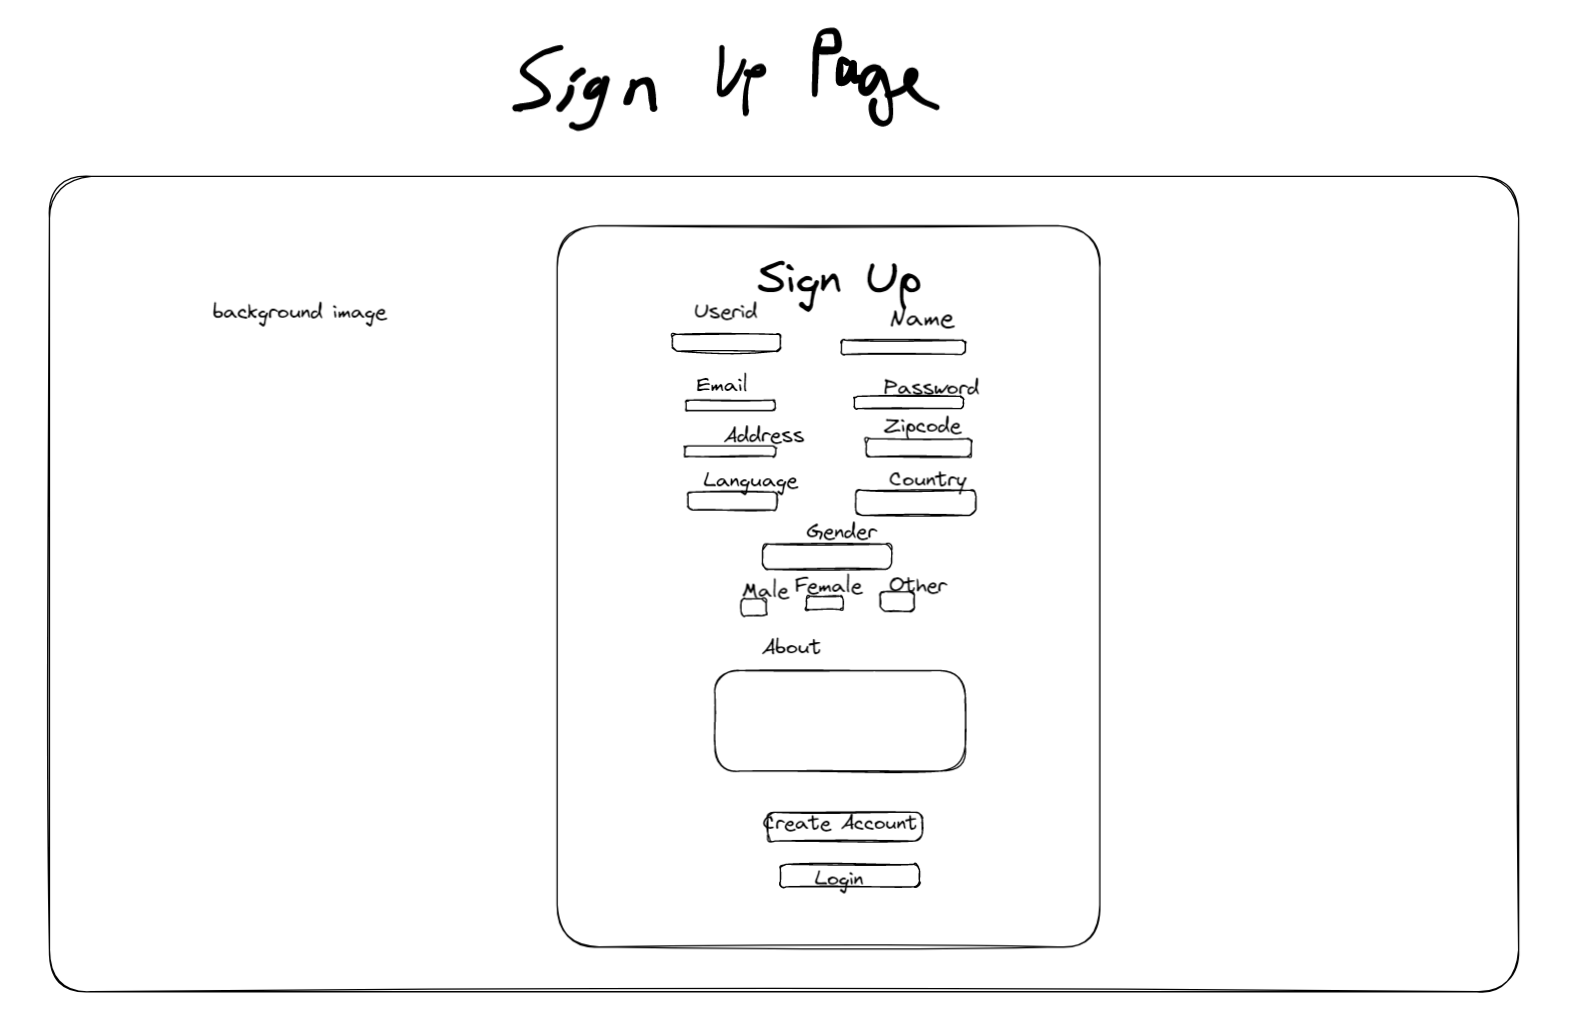 Sign Up Page
background image
Sign Up
Userid
Name
Email
Password
Address
Zipcode
Language
Country
Gender
Male Female Other
About
Create Account
Login